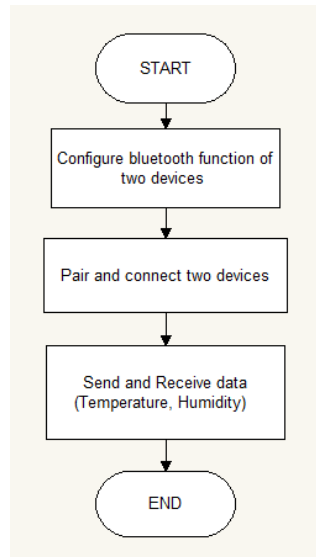 START
Configure bluetooth function of
two devices
Pair and connect two devices
Send and Receive data
(Temperature, Humidity)
END